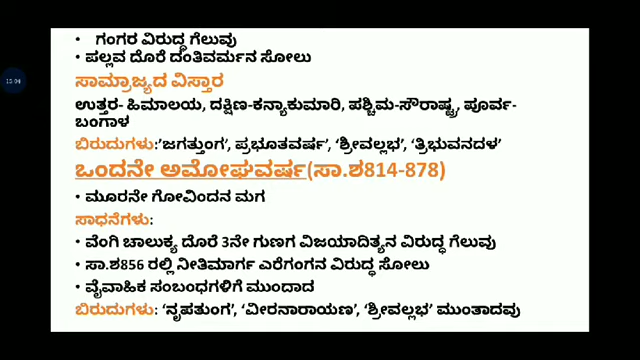 • ಗಂಗರ ವಿರುದ್ಧ ಗೆಲುವು
• ಪಲ್ಲವ ದೊರೆ ದಂತಿವರ್ಮನ ಸೋಲು
ಸಾಮ್ರಾಜ್ಯದ ವಿಸ್ತಾರ
ಉತ್ತರ- ಹಿಮಾಲಯ, ದಕ್ಷಿಣ-ಕನ್ಯಾಕುಮಾರಿ, ಪಶ್ಚಿಮ-ಸೌರಾಷ್ಟ್ರ, ಪೂರ್ವ-
ಬಂಗಾಳ
ಬಿರುದುಗಳು:'ಜಗತ್ತುಂಗ', ಪ್ರಭೂತವರ್ಷ', 'ಶ್ರೀವಲ್ಲಭ', 'ತ್ರಿಭುವನದಳ'
ಒಂದನೇ ಅಮೋಘವರ್ಷ(ಸಾ.ಶ814-878)
• ಮೂರನೇ ಗೋವಿಂದನ ಮಗ
ಸಾಧನೆಗಳು:
• ವೆಂಗಿ ಚಾಲುಕ್ಯ ದೊರೆ 3ನೇ ಗುಣಗ ವಿಜಯಾದಿತ್ಯನ ವಿರುದ್ಧ ಗೆಲುವು
• ಸಾ.ಶ856 ರಲ್ಲಿ ನೀತಿಮಾರ್ಗ ಎರೆಗಂಗನ ವಿರುದ್ಧ ಸೋಲು
• ವೈವಾಹಿಕ ಸಂಬಂಧಗಳಿಗೆ ಮುಂದಾದ
ಬಿರುದುಗಳು: 'ನೃಪತುಂಗ', 'ವೀರನಾರಾಯಣ', 'ಶ್ರೀವಲ್ಲಭ' ಮುಂತಾದವು